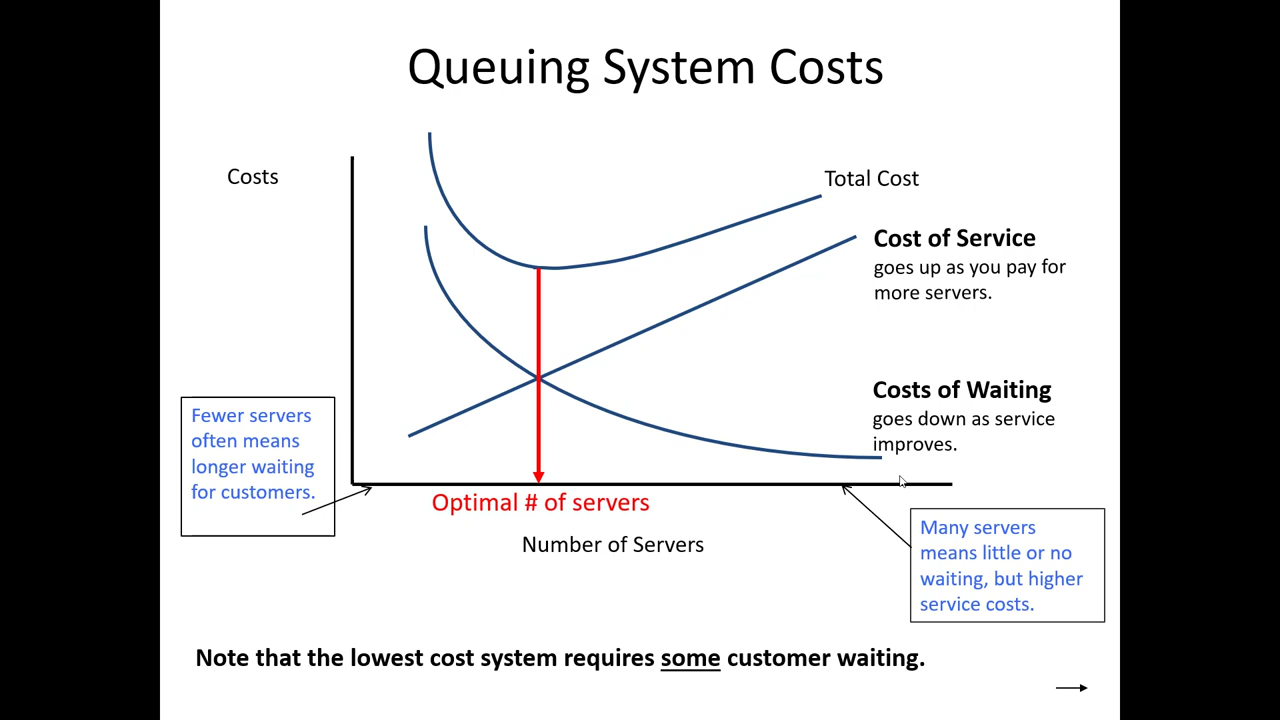 Queuing System Costs
Costs
Total Cost
Cost of Service
goes up as you pay for
more servers.
Costs of Waiting
goes down as service
improves.
Fewer servers
often means
longer waiting
for customers.
Optimal # of servers
Number of Servers
Many servers
means little or no
waiting, but higher
service costs.
Note that the lowest cost system requires some customer waiting.